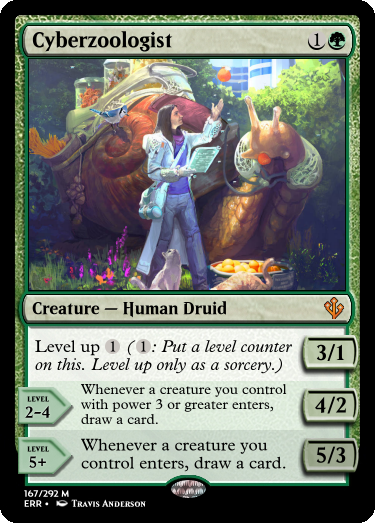 Cyberzoologist 1
Creature — Human Druid
Level up 1 (1: Put a level counter
on this. Level up only as a sorcery.)
3/1
LEVEL
2-4
Whenever a creature you control
with power 3 or greater enters,
draw a card.
4/2
LEVEL
5+
Whenever a creature you
control enters, draw a card.
5/3
167/292 M
ERR • Travis Anderson